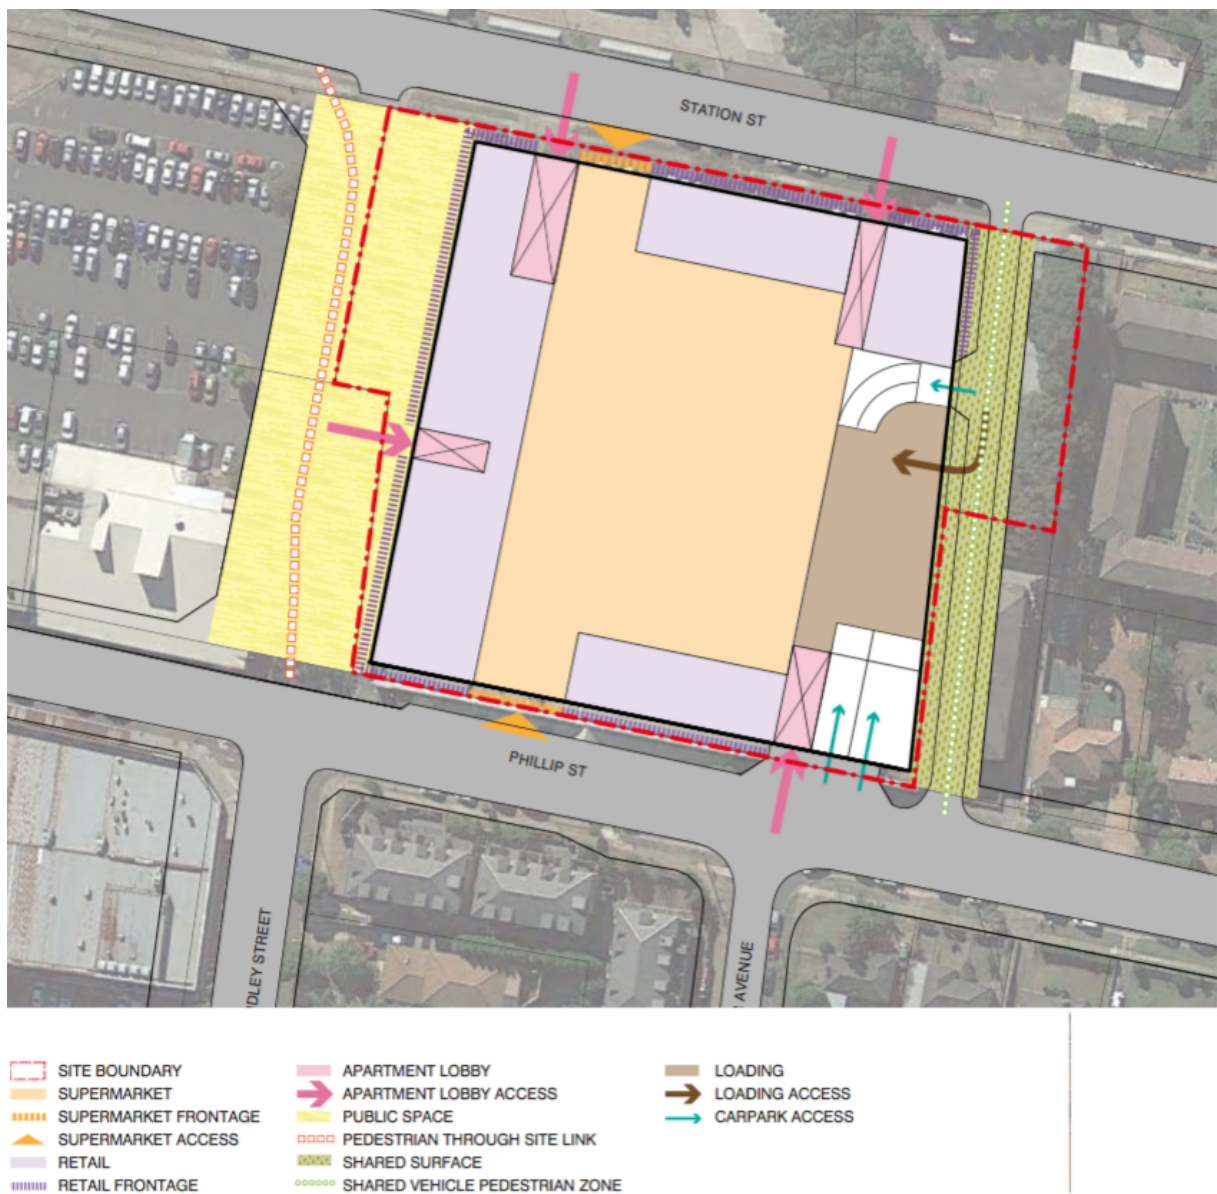 STATION ST
PHILLIP ST
DLEY STREET
AVENUE
SITE BOUNDARY
SUPERMARKET
SUPERMARKET FRONTAGE
SUPERMARKET ACCESS
RETAIL
RETAIL FRONTAGE
APARTMENT LOBBY
APARTMENT LOBBY ACCESS
PUBLIC SPACE
PEDESTRIAN THROUGH SITE LINK
SHARED SURFACE
SHARED VEHICLE PEDESTRIAN ZONE
LOADING
LOADING ACCESS
CARPARK ACCESS